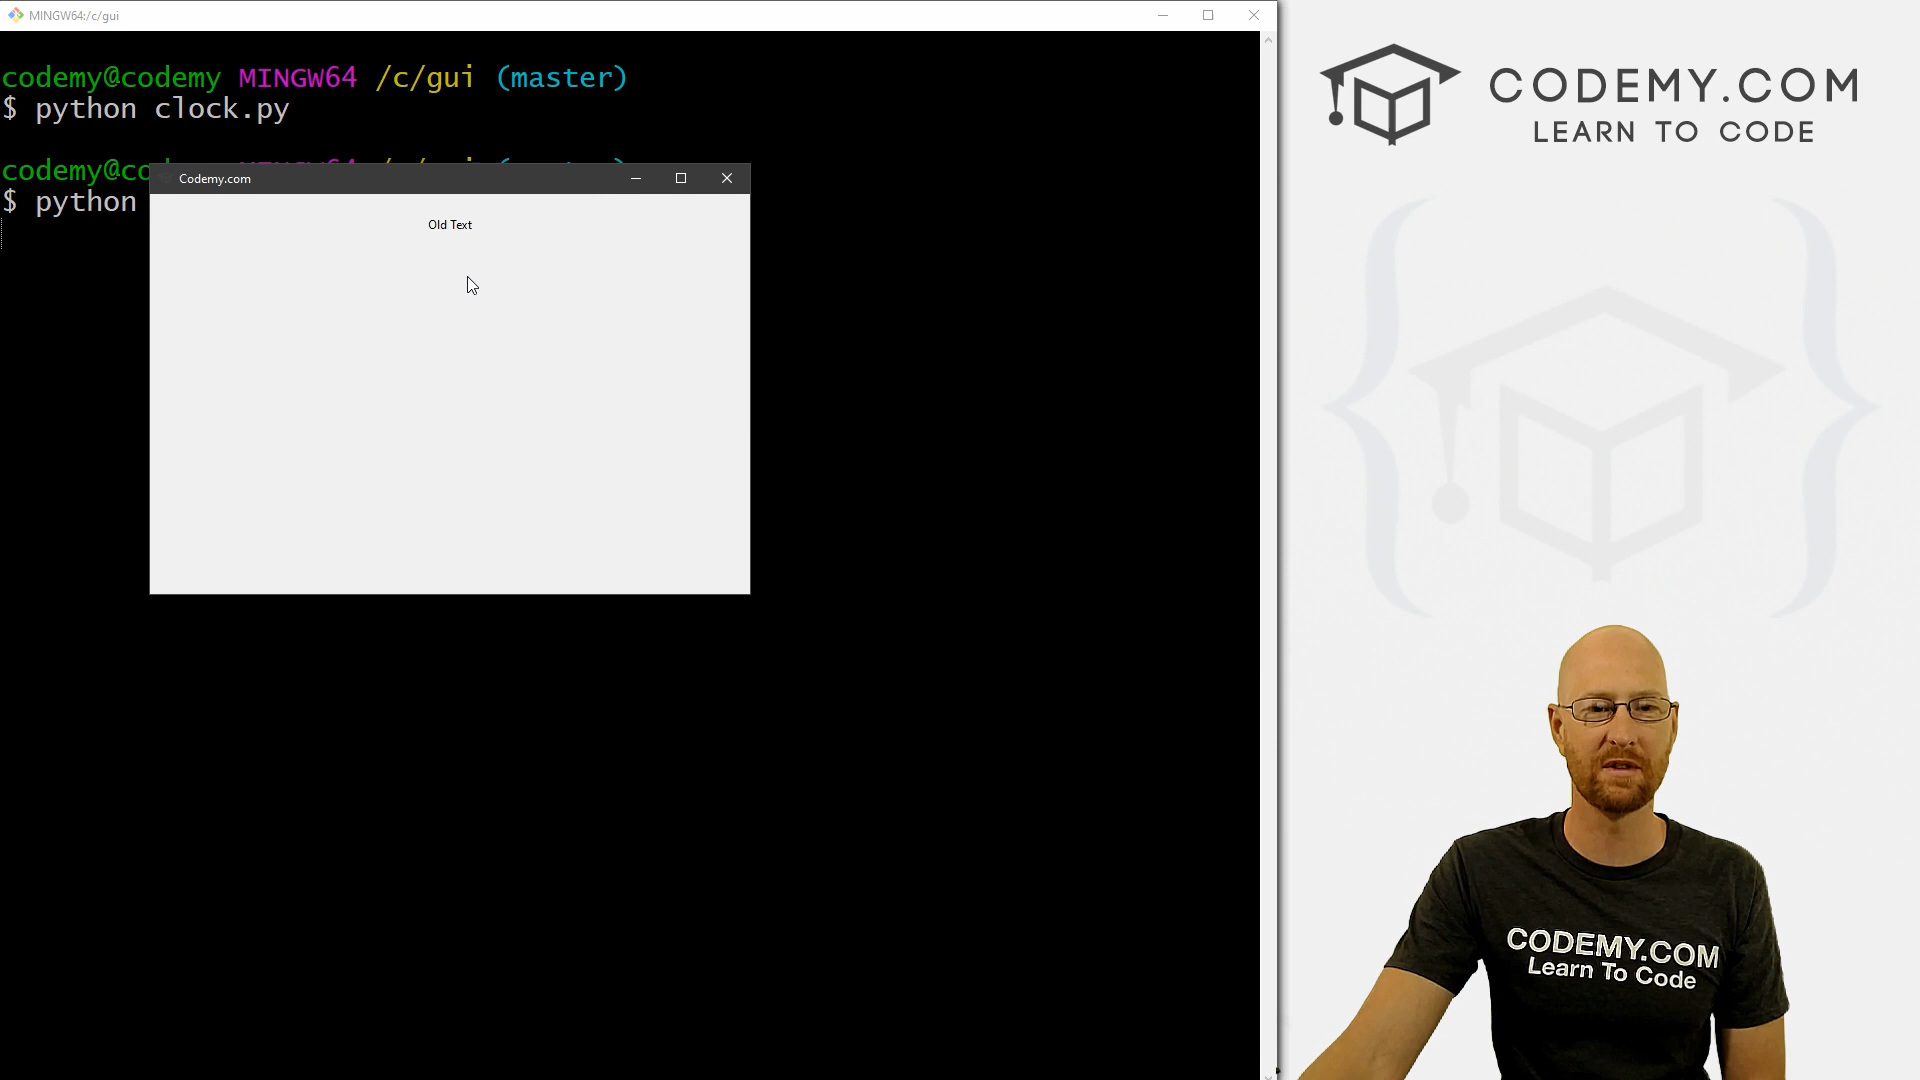 MINGW64:/c/gui
codemy@codemy MINGW64 /c/gui (master)
$ python clock.py
codemy@co
$ python
Codemy.com
Old Text
CODEMY.COM
LEARN TO CODE
CODEMY.COM
Learn To Code